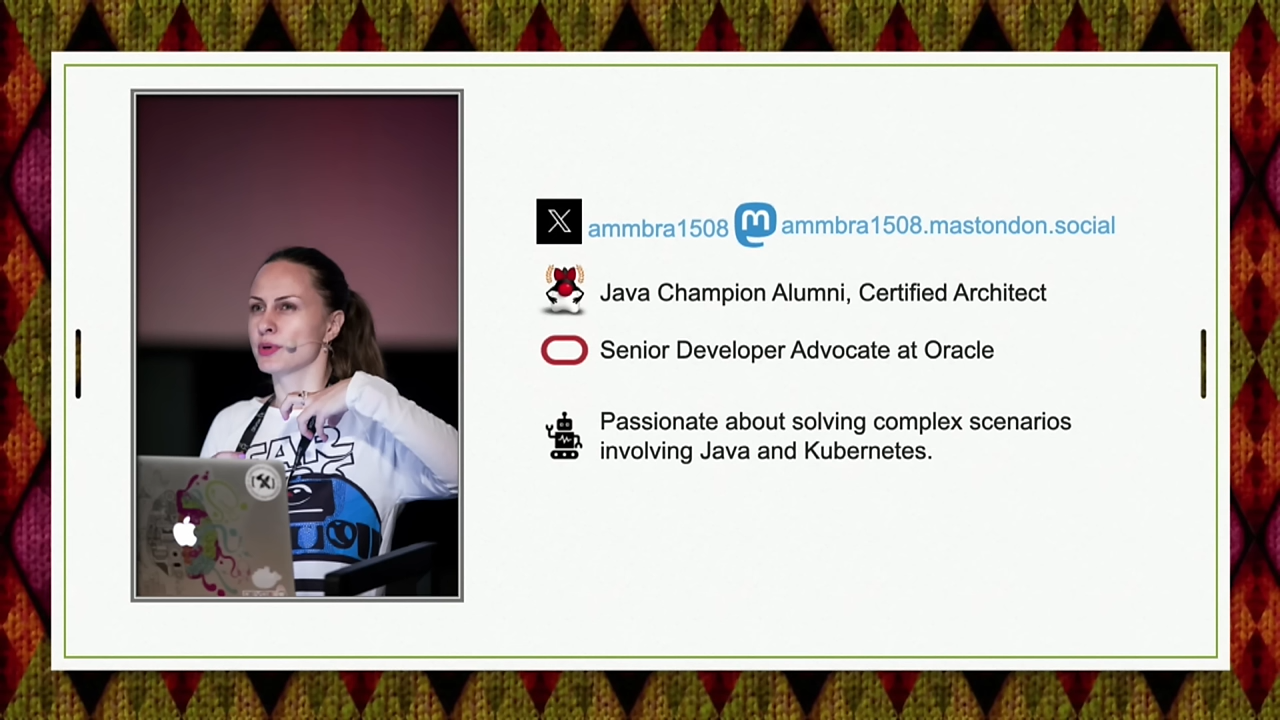 ammbra1508 ammbra1508.mastondon.social
Java Champion Alumni, Certified Architect
Senior Developer Advocate at Oracle
Passionate about solving complex scenarios
involving Java and Kubernetes.